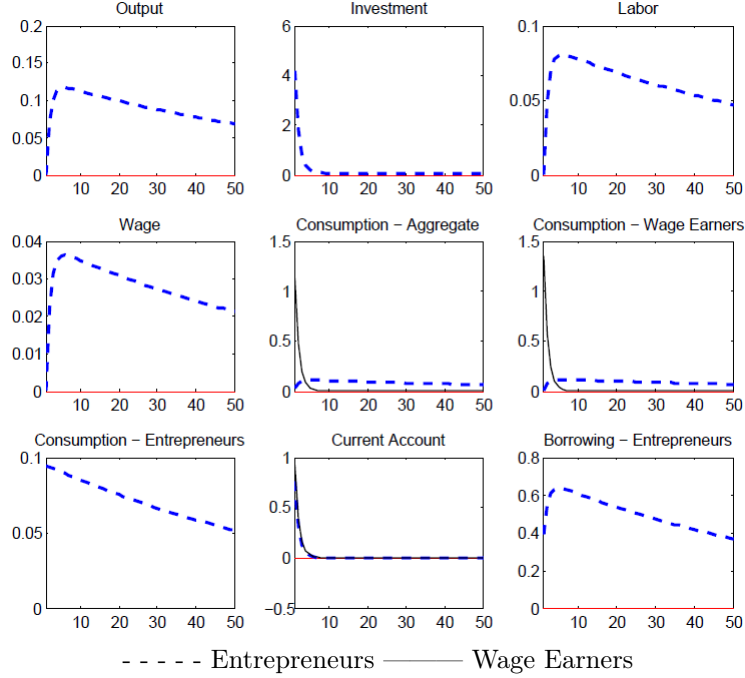 Output Investment Labor
0.2 6
0.15 0.1
0.1 4
0.05
0.05 2
0 0 0
10 20 30 40 50 10 20 30 40 50 10 20 30 40 50
Wage Consumption – Aggregate Consumption – Wage Earners
0.04 1.5 1.5
0.03
1 1
0.02
0.5 0.5
0.01
0 0 0
10 20 30 40 50 10 20 30 40 50 10 20 30 40 50
Consumption – Entrepreneurs Current Account Borrowing – Entrepreneurs
0.1 1 0.8
0.6
0.5
0.05 0.4
0
0.2
0 −0.5 0
10 20 30 40 50 10 20 30 40 50 10 20 30 40 50
- - - - - Entrepreneurs ——— Wage Earners